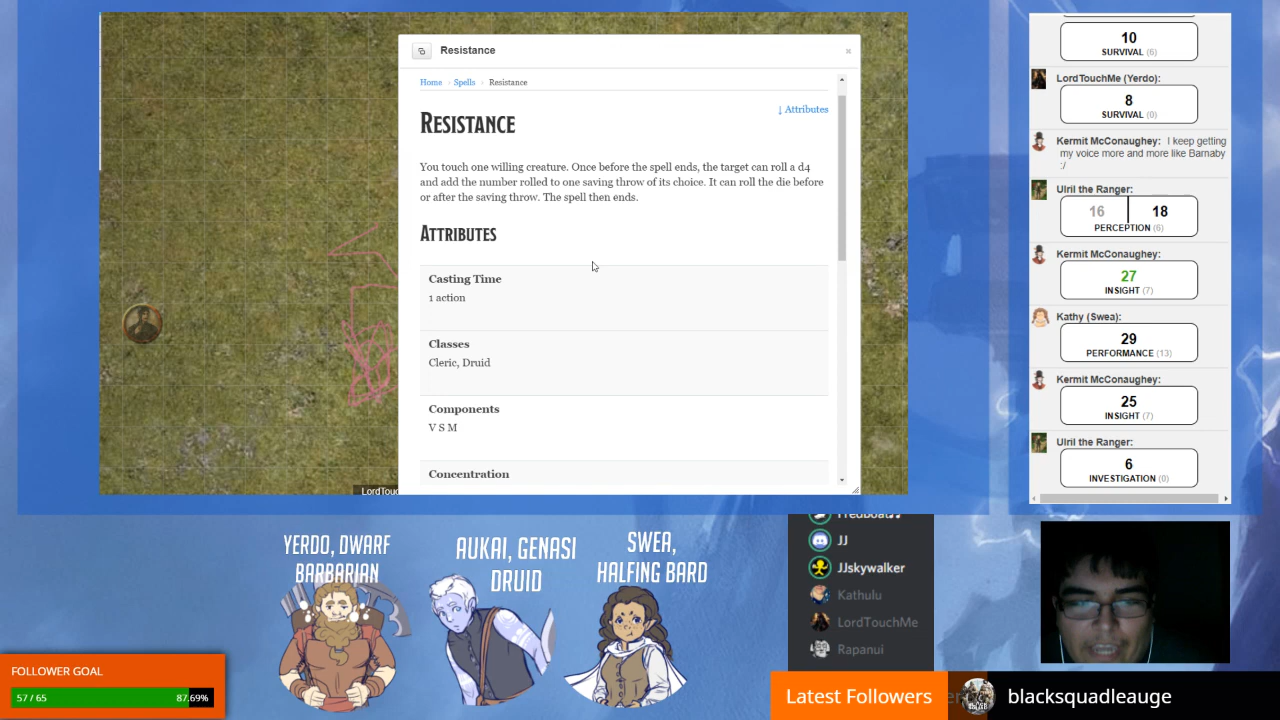 Resistance
Home Spells Resistance
↓ Attributes
RESISTANCE
You touch one willing creature. Once before the spell ends, the target can roll a d4
and add the number rolled to one saving throw of its choice. It can roll the die before
or after the saving throw. The spell then ends.
ATTRIBUTES
Casting Time
1 action
Classes
Cleric, Druid
Components
V S M
Concentration
LordTouc
10
SURVIVAL (6)
LordTouchMe (Yerdo):
8
SURVIVAL (0)
Kermit McConaughey: I keep getting
my voice more and more like Barnaby
:/
Ulril the Ranger:
16 18
PERCEPTION (6)
Kermit McConaughey:
27
INSIGHT (7)
Kathy (Swea):
29
PERFORMANCE (13)
Kermit McConaughey:
25
INSIGHT (7)
Ulril the Ranger:
6
INVESTIGATION (0)
YERDO, DWARF
BARBARIAN
AUKAI, GENASI
DRUID
SWEA,
HALFING BARD
FredBoat♪♪
JJ
JJskywalker
Kathulu
LordTouchMe
Rapanui
FOLLOWER GOAL
57 / 65 87.69%
Latest Followers
blacksquadleauge